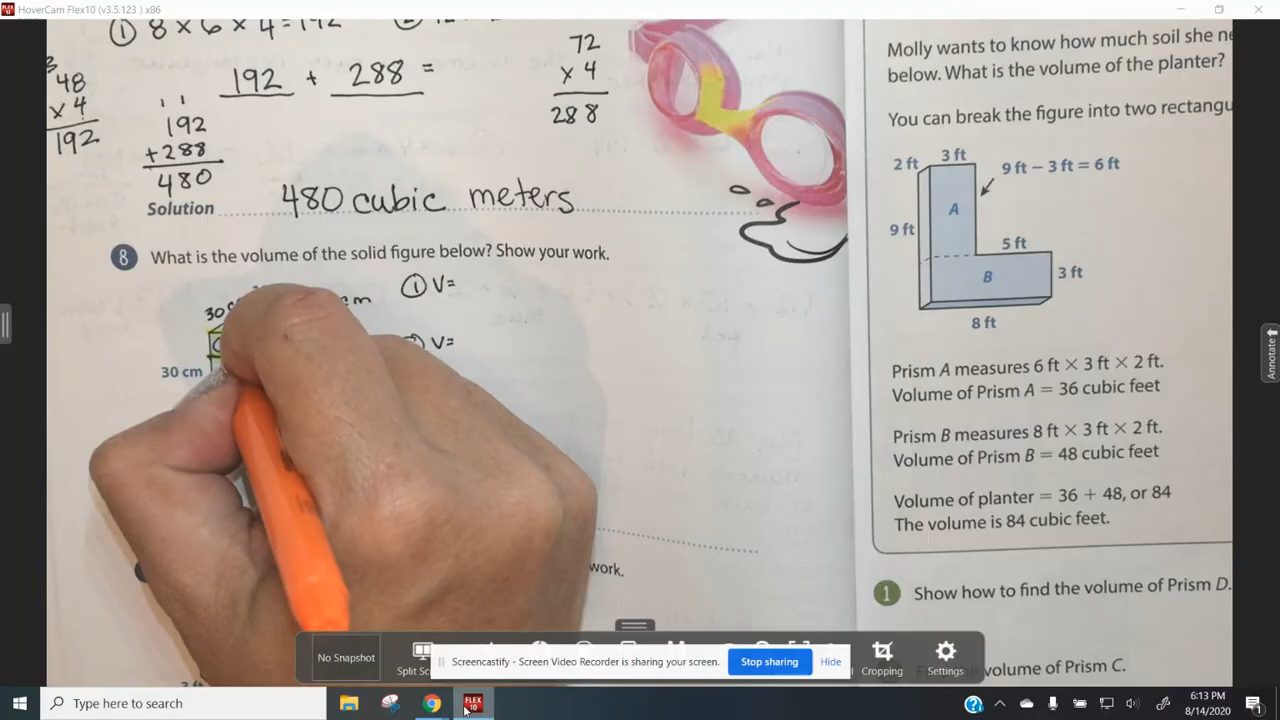 HoverCam Flex10 (v3.5.123 ) x86
① 8 x 6 x 4 = 192
3
48
x 4
192
192 + 288 =
1 1
192
+288
480
72
x 4
288
480 cubic meters
Solution
8 What is the volume of the solid figure below? Show your work.
① V=
V=
30 cm
work.
Molly wants to know how much soil she
below. What is the volume of the planter?
You can break the figure into two
2 ft
3 ft
9 ft – 3 ft = 6 ft
A
9 ft
5 ft
B
3 ft
8 ft
Prism A measures 6 ft × 3 ft × 2 ft.
Volume of Prism A = 36 cubic feet
Prism B measures 8 ft × 3 ft × 2 ft.
Volume of Prism B = 48 cubic feet
Volume of planter = 36 + 48, or 84
The volume is 84 cubic feet.
1 Show how to find the volume of Prism D.
volume of Prism C.
Annotate
No Snapshot
Split
Screencastify - Screen Video Recorder is sharing your screen.
Stop sharing
Hide
Cropping
Settings
Type here to search
FLEX
10
6:13 PM
8/14/2020